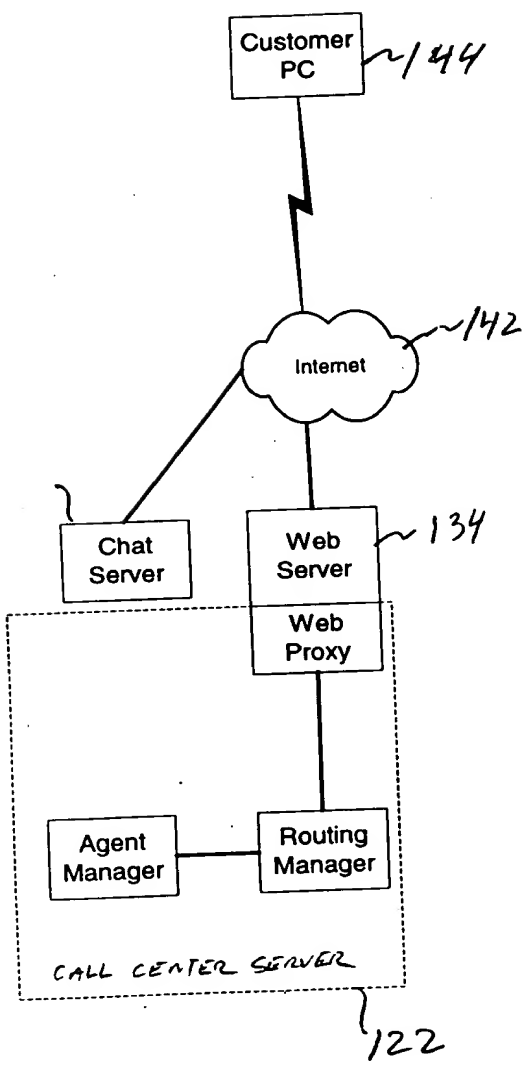 Customer
PC
144
Internet
142
Chat
Server
Web
Server
134
Web
Proxy
Agent
Manager
Routing
Manager
CALL CENTER SERVER
122